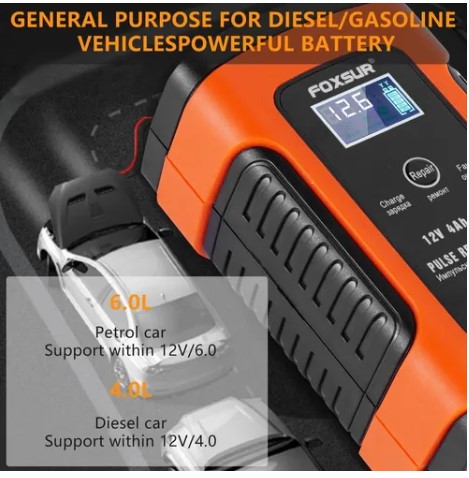 GENERAL PURPOSE FOR DIESEL/GASOLINE
VEHICLESPOWERFUL BATTERY
FOXSUR
12.6
Repair
Charge
зарядка
ремонт
12V 4Ah
PULSE RE
6.0L
Petrol car
Support within 12V/6.0
4.0L
Diesel car
Support within 12V/4.0